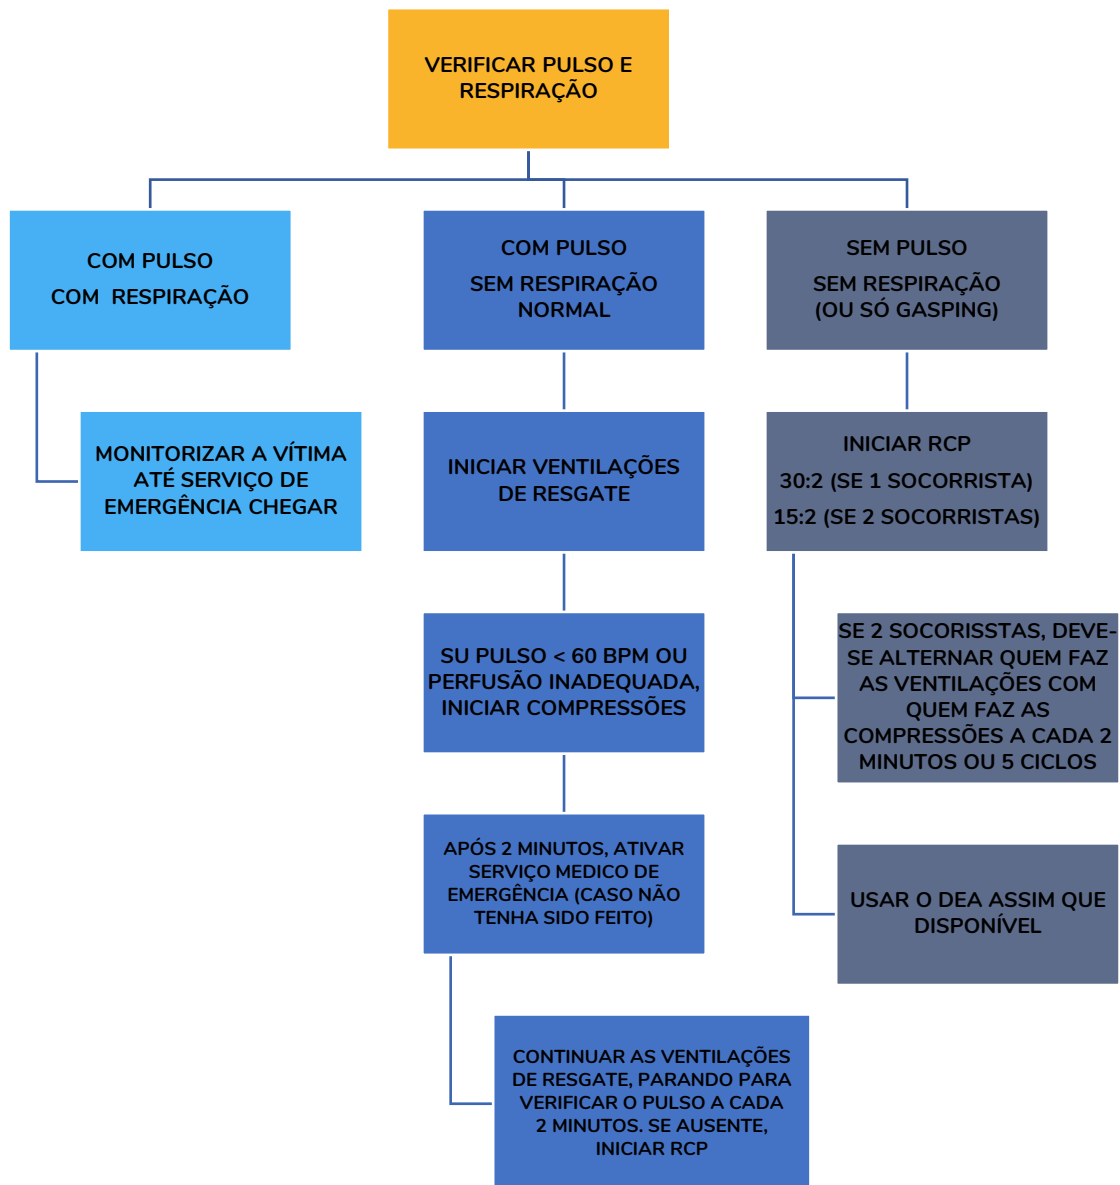 VERIFICAR PULSO E
RESPIRAÇÃO
COM PULSO
COM RESPIRAÇÃO
MONITORIZAR A VÍTIMA
ATÉ SERVIÇO DE
EMERGÊNCIA CHEGAR
COM PULSO
SEM RESPIRAÇÃO
NORMAL
INICIAR VENTILAÇÕES
DE RESGATE
SU PULSO < 60 BPM OU
PERFUSÃO INADEQUADA,
INICIAR COMPRESSÕES
APÓS 2 MINUTOS, ATIVAR
SERVIÇO MEDICO DE
EMERGÊNCIA (CASO NÃO
TENHA SIDO FEITO)
CONTINUAR AS VENTILAÇÕES
DE RESGATE, PARANDO PARA
VERIFICAR O PULSO A CADA
2 MINUTOS. SE AUSENTE,
INICIAR RCP
SEM PULSO
SEM RESPIRAÇÃO
(OU SÓ GASPING)
INICIAR RCP
30:2 (SE 1 SOCORRISTA)
15:2 (SE 2 SOCORRISTAS)
SE 2 SOCORISSTAS, DEVE-
SE ALTERNAR QUEM FAZ
AS VENTILAÇÕES COM
QUEM FAZ AS
COMPRESSÕES A CADA 2
MINUTOS OU 5 CICLOS
USAR O DEA ASSIM QUE
DISPONÍVEL